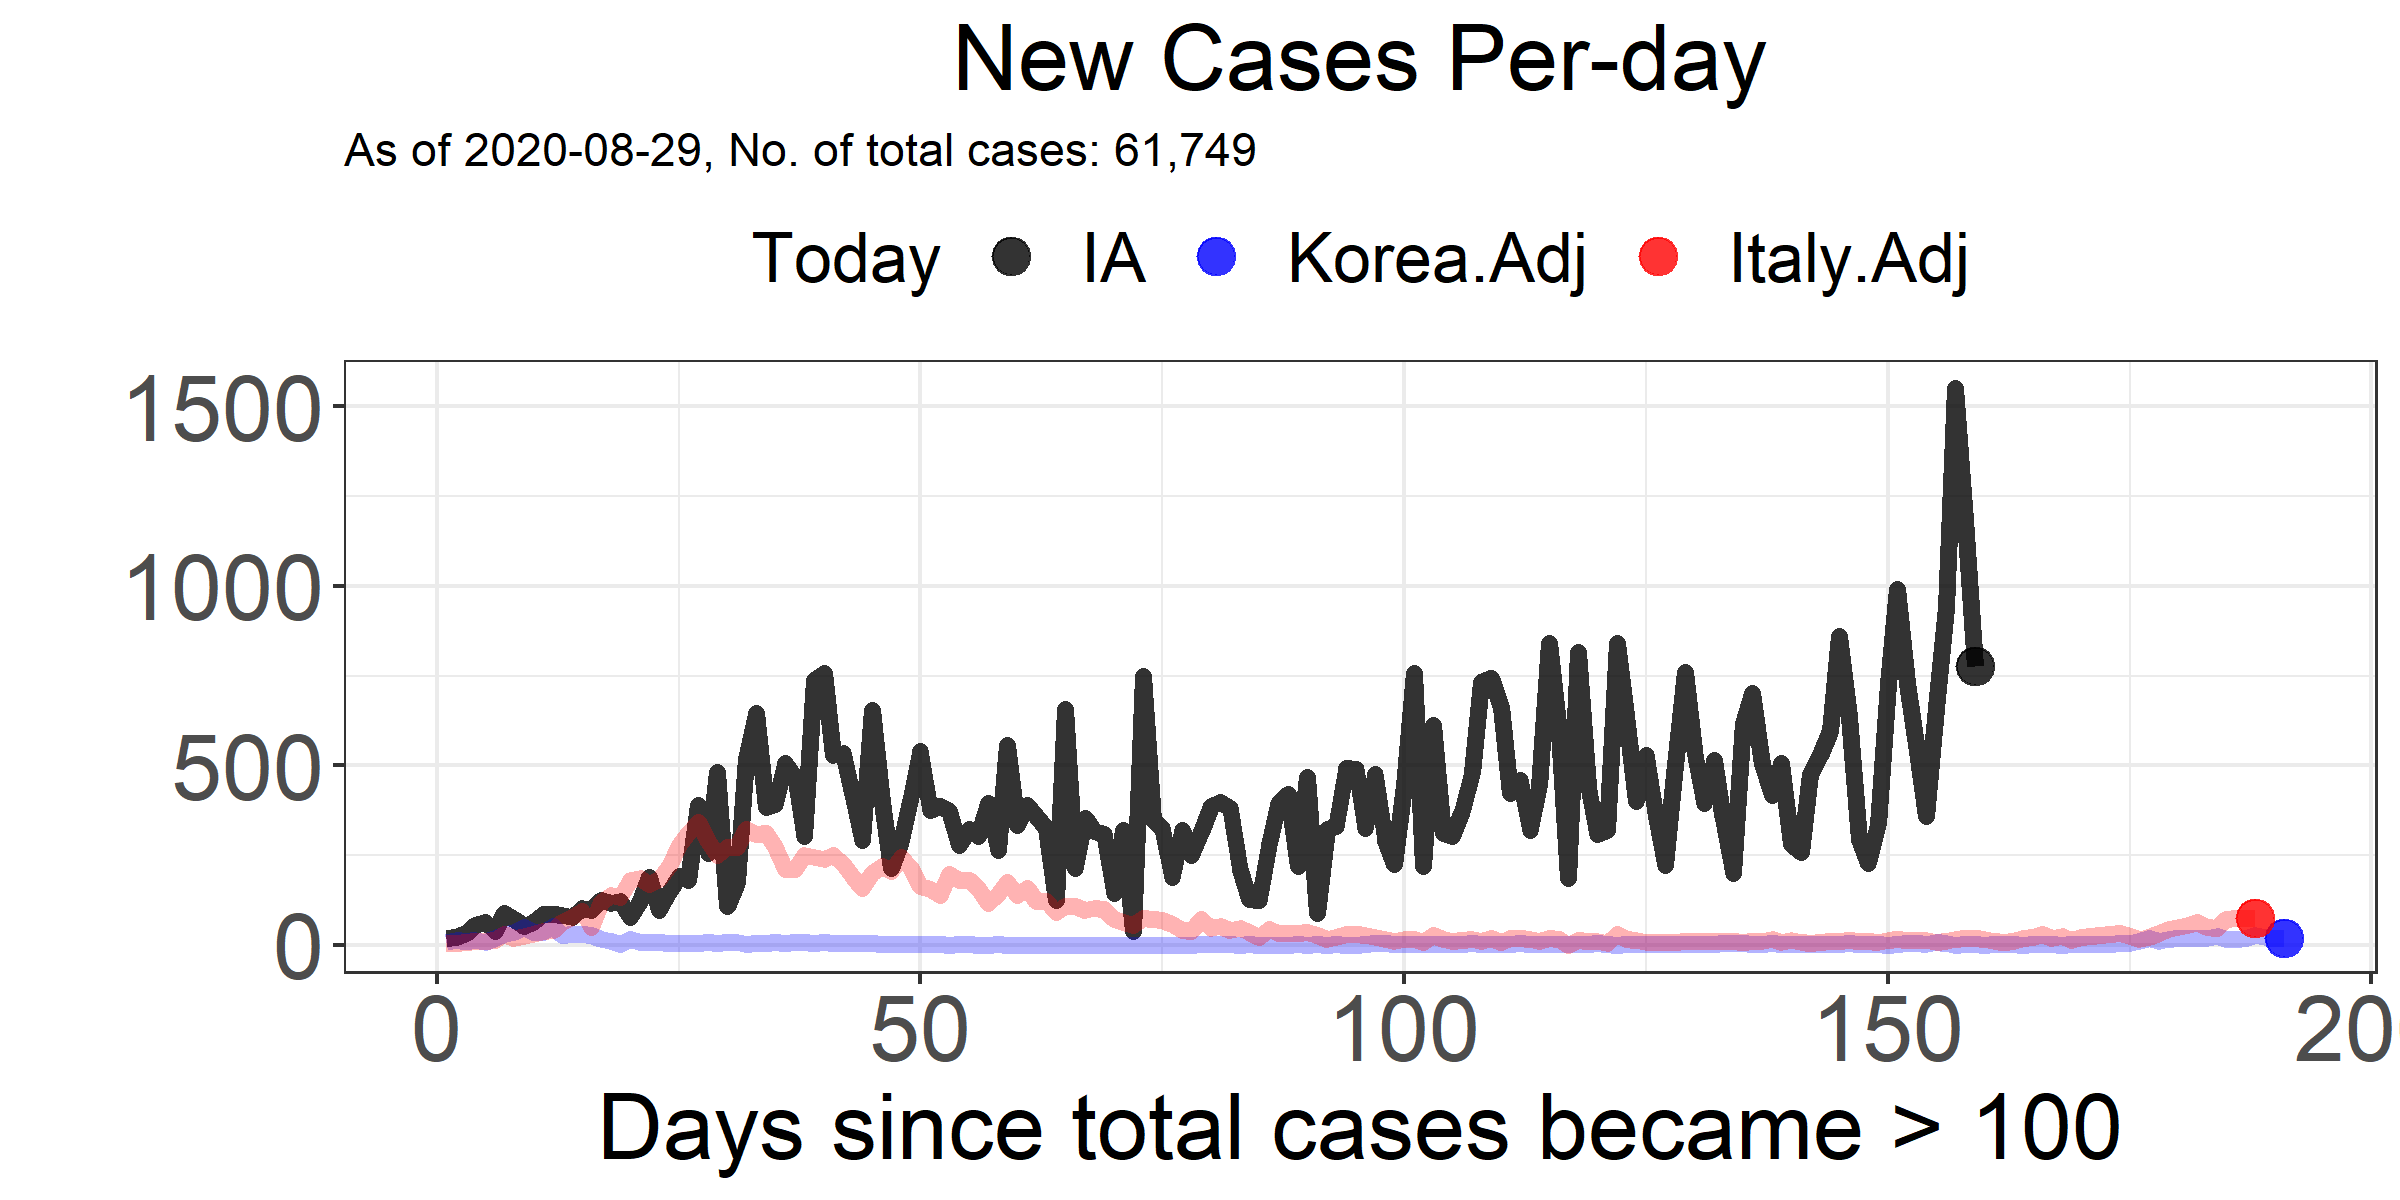 New Cases Per-day
As of 2020-08-29, No. of total cases: 61,749
Today IA Korea.Adj Italy.Adj
1500
1000
500
0
0 50 100 150 20
Days since total cases became > 100